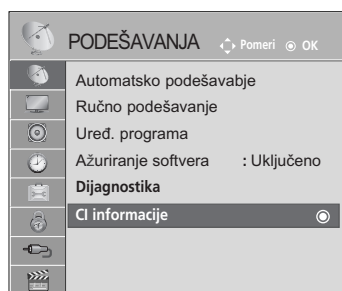 PODEŠAVANJA Pomeri OK
Automatsko podešavabje
Ručno podešavanje
Uređ. programa
Ažuriranje softvera : Uključeno
Dijagnostika
CI informacije